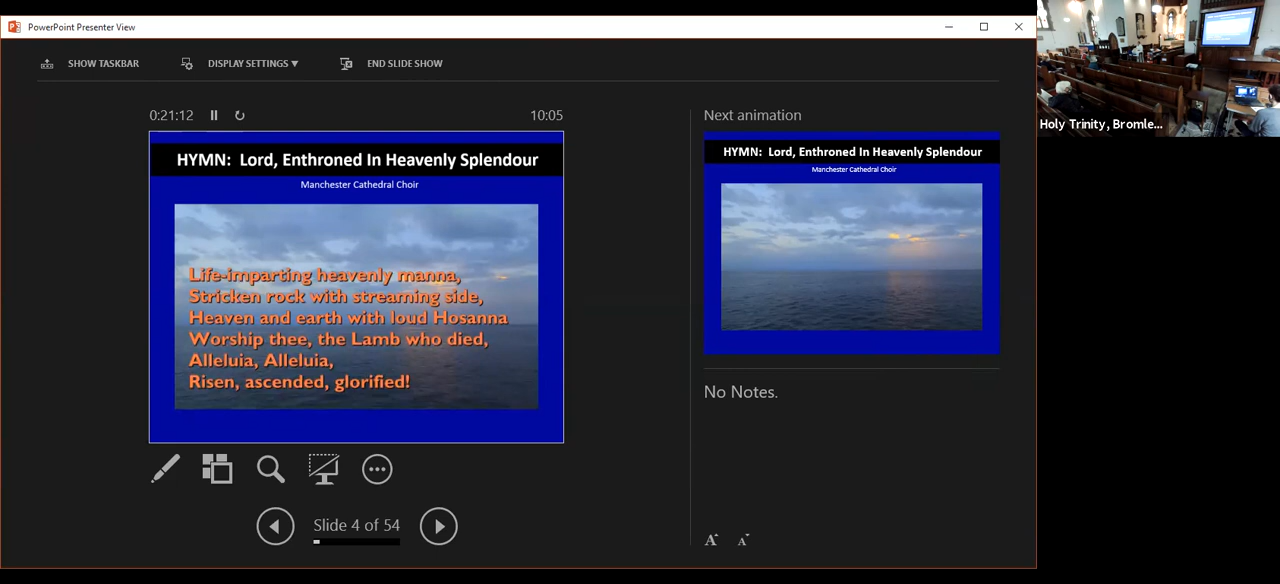 PowerPoint Presenter View
SHOW TASKBAR
DISPLAY SETTINGS ▾
END SLIDE SHOW
0:21:12
10:05
HYMN: Lord, Enthroned In Heavenly Splendour
Manchester Cathedral Choir
Life-imparting heavenly manna,
Stricken rock with streaming side,
Heaven and earth with loud Hosanna
Worship thee, the Lamb who died,
Alleluia, Alleluia,
Risen, ascended, glorified!
Slide 4 of 54
Next animation
HYMN: Lord, Enthroned In Heavenly Splendour
Manchester Cathedral Choir
No Notes.
A A
Holy Trinity, Bromle...